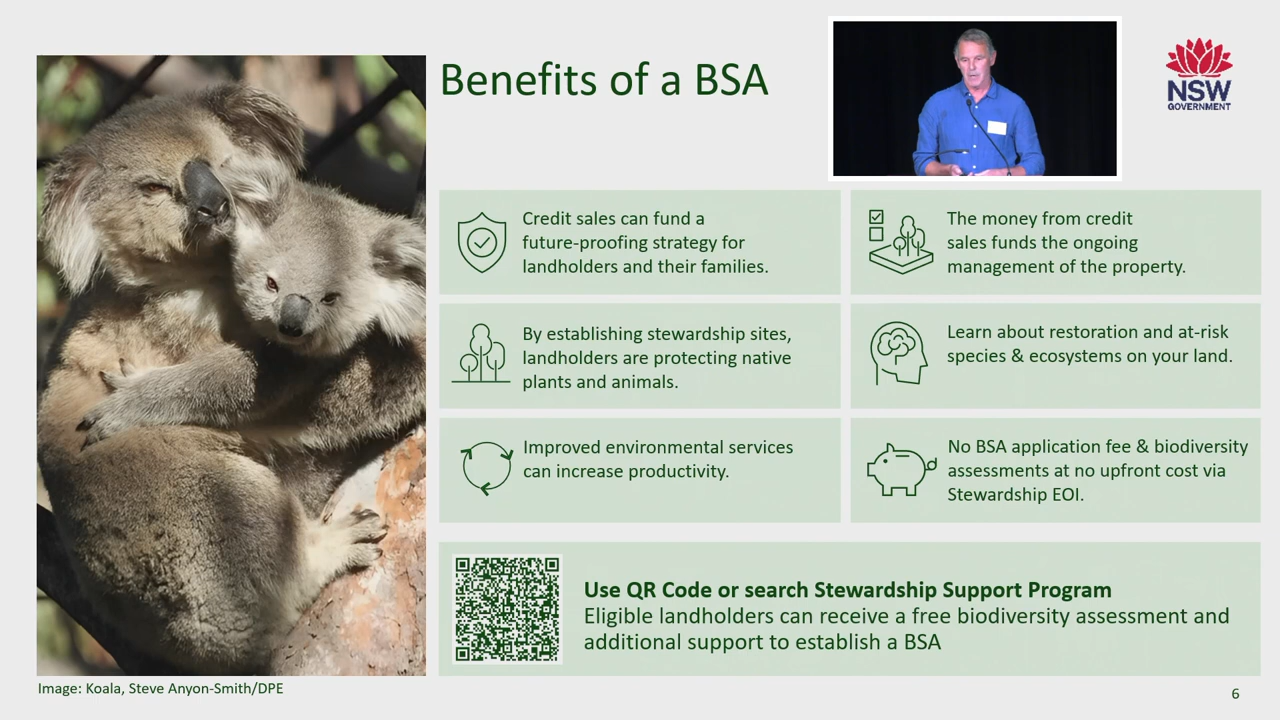 Benefits of a BSA
NSW
GOVERNMENT
Credit sales can fund a
future-proofing strategy for
landholders and their families.
The money from credit
sales funds the ongoing
management of the property.
By establishing stewardship sites,
landholders are protecting native
plants and animals.
Learn about restoration and at-risk
species & ecosystems on your land.
Improved environmental services
can increase productivity.
No BSA application fee & biodiversity
assessments at no upfront cost via
Stewardship EOI.
Use QR Code or search Stewardship Support Program
Eligible landholders can receive a free biodiversity assessment and
additional support to establish a BSA
Image: Koala, Steve Anyon-Smith/DPE
6